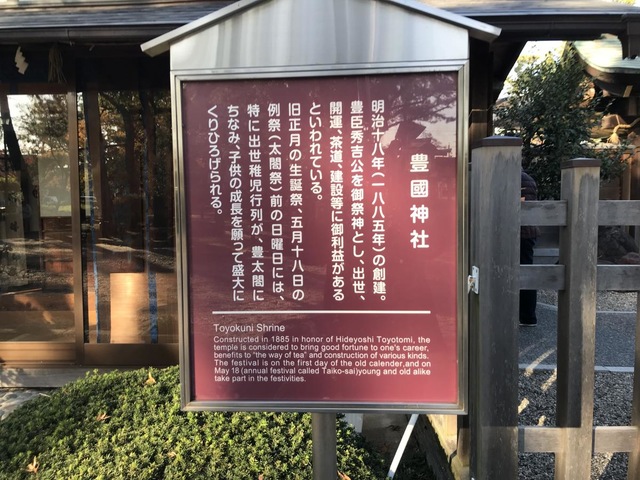 豊國神社
明治十八年(一八八五年)の創建。
豊臣秀吉公を御祭神とし、出世、
開運、茶道、建設等に御利益がある
といわれている。
旧正月の生誕祭、五月十八日の
例祭(太閤祭)前の日曜日には、
特に出世稚児行列が、豊太閤に
ちなみ、子供の成長を願って盛大に
くりひろげられる。
Toyokuni Shrine
Constructed in 1885 in honor of Hideyoshi Toyotomi, the
temple is considered to bring good fortune to one's career,
benefits to "the way of tea" and construction of various kinds.
The festival is on the first day of the old calender,and on
May 18 (annual festival called Taiko-sai)young and old alike
take part in the festivities.